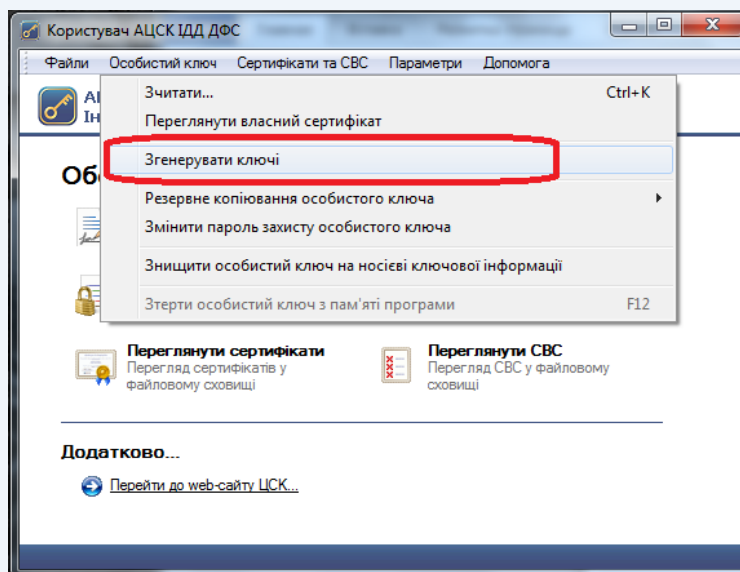 Користувач АЦСК ІДД ДФС
Файли Особистий ключ Сертифікати та СВС Параметри Допомога
Зчитати... Ctrl+K
Переглянути власний сертифікат
Згенерувати ключі
Резервне копіювання особистого ключа
Змінити пароль захисту особистого ключа
Знищити особистий ключ на носієві ключової інформації
Зтерти особистий ключ з пам'яті програми F12
Переглянути сертифікати
Перегляд сертифікатів у
файловому сховищі
Переглянути СВС
Перегляд СВС у файловому
сховищі
Додатково...
Перейти до web-сайту ЦСК...